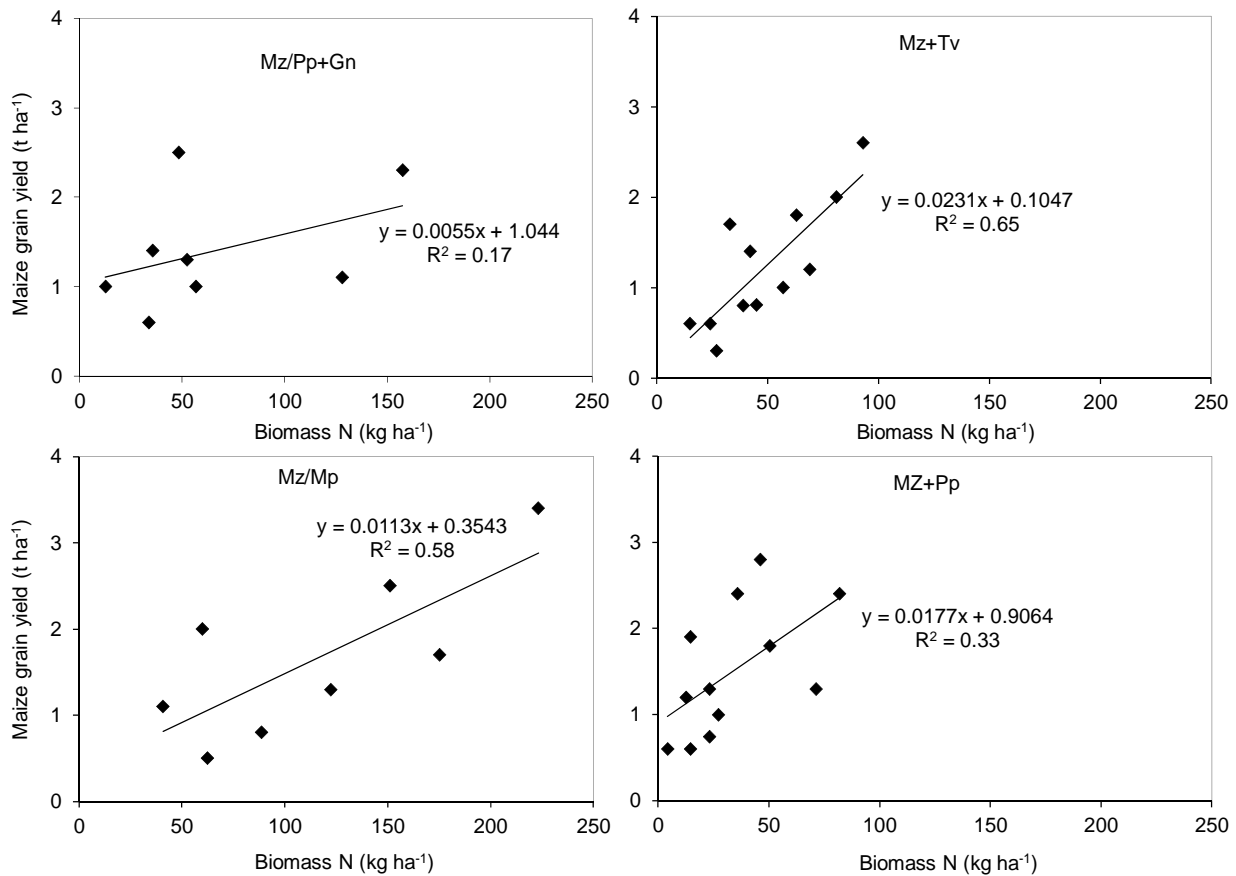 Mz/Pp+Gn
Maize grain yield (t ha⁻¹)
4
3
2
1
0
y = 0.0055x + 1.044
R² = 0.17
0 50 100 150 200 250
Biomass N (kg ha⁻¹)
Mz+Tv
4
3
2
1
0
y = 0.0231x + 0.1047
R² = 0.65
0 50 100 150 200 250
Biomass N (kg ha⁻¹)
Mz/Mp
Maize grain yield (t ha⁻¹)
4
3
2
1
0
y = 0.0113x + 0.3543
R² = 0.58
0 50 100 150 200 250
Biomass N (kg ha⁻¹)
MZ+Pp
4
3
2
1
0
y = 0.0177x + 0.9064
R² = 0.33
0 50 100 150 200 250
Biomass N (kg ha⁻¹)